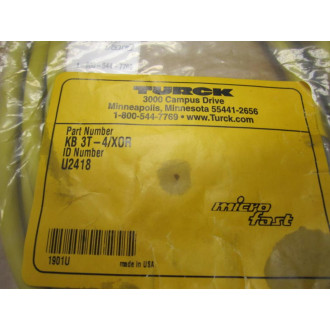 TURCK
3000 Campus Drive
Minneapolis, Minnesota 55441-2656
1-800-544-7769 • www.Turck.com
Part Number
KB 3T-4/XOR
ID Number
U2418
micro
fast
1901U
made in USA